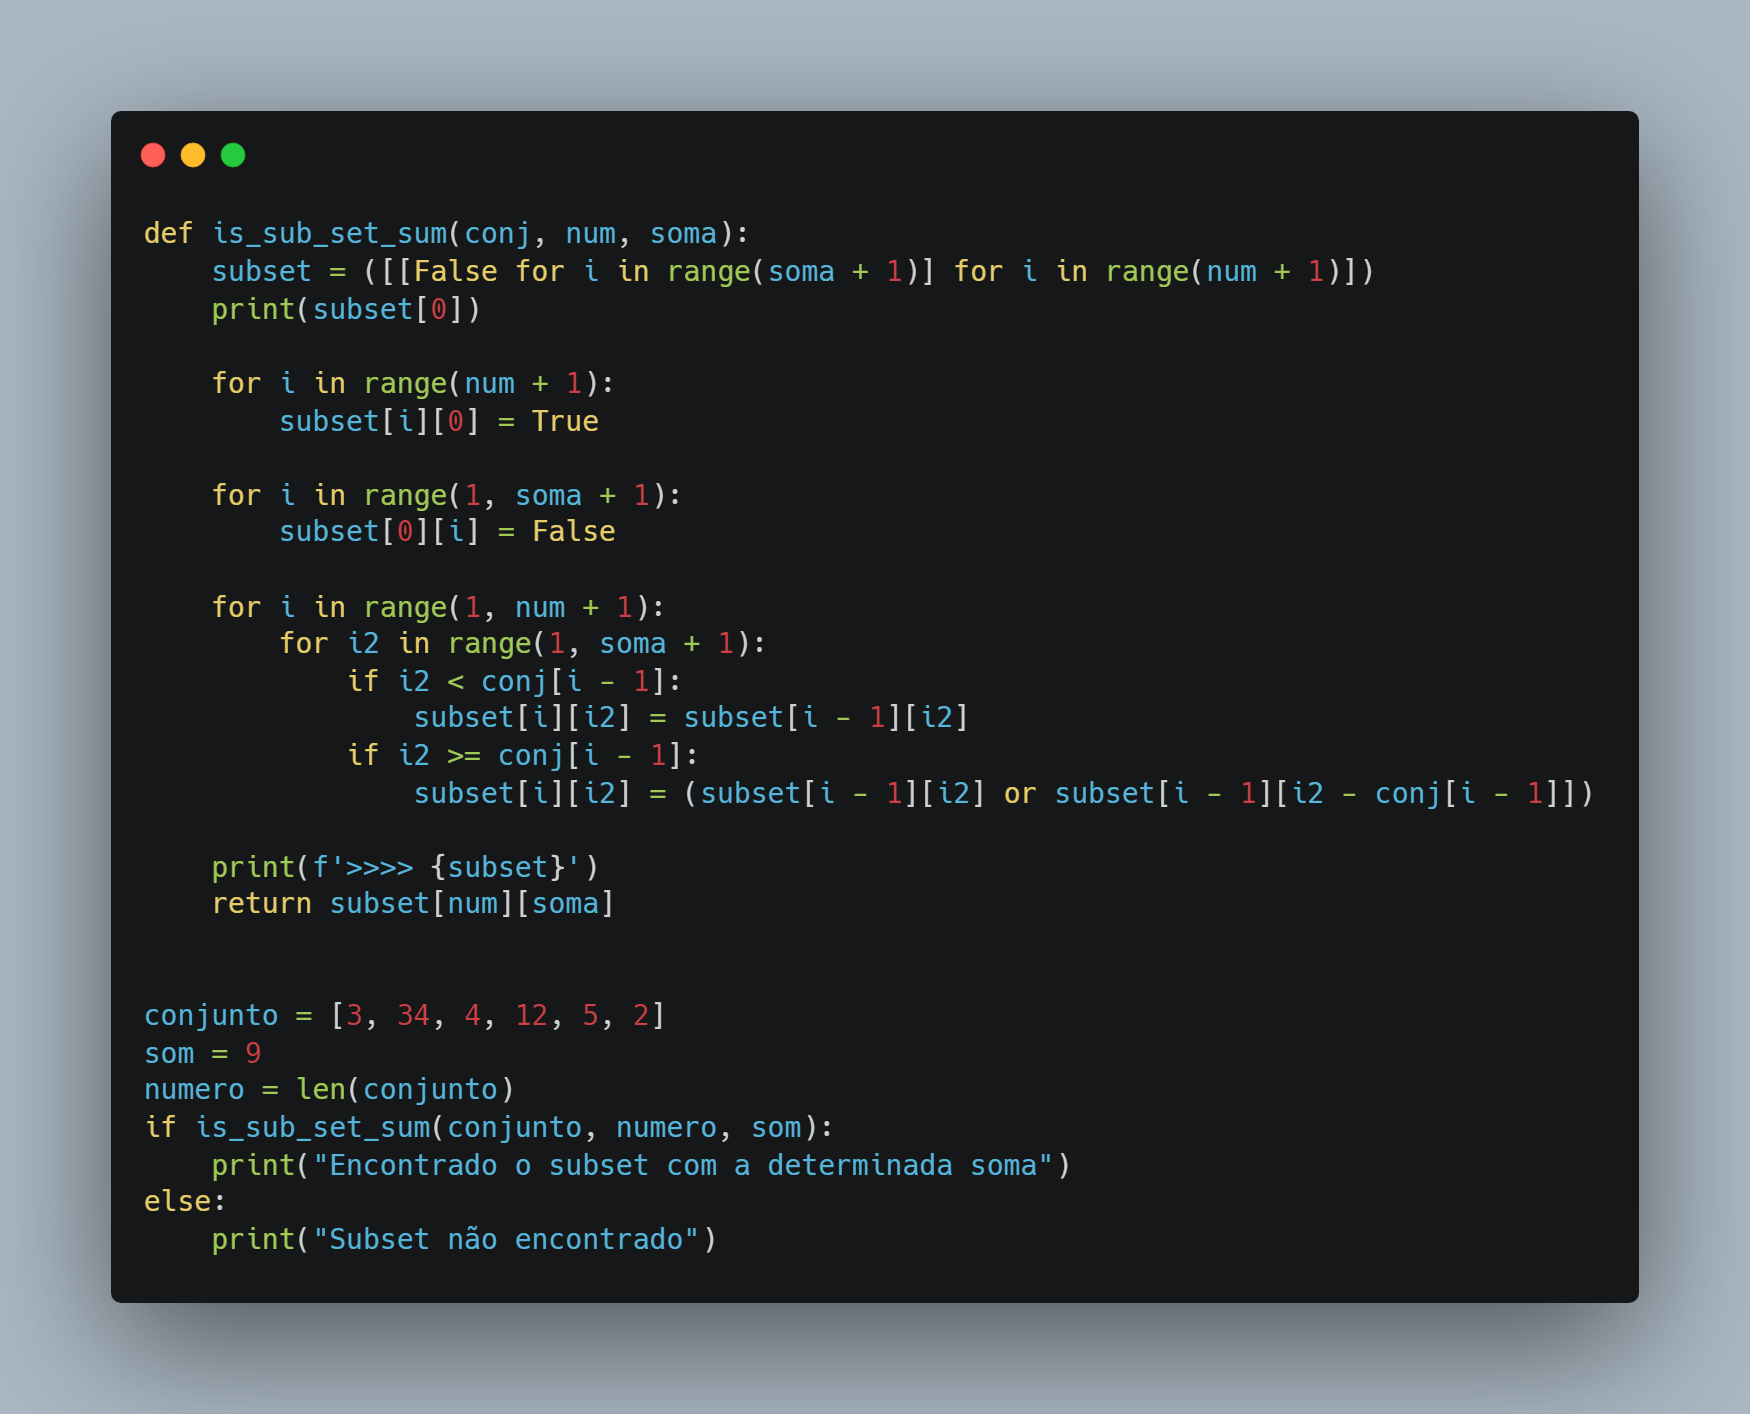 def is_sub_set_sum(conj, num, soma):
    subset = ([[False for i in range(soma + 1)] for i in range(num + 1)])
    print(subset[0])

    for i in range(num + 1):
        subset[i][0] = True

    for i in range(1, soma + 1):
        subset[0][i] = False

    for i in range(1, num + 1):
        for i2 in range(1, soma + 1):
            if i2 < conj[i - 1]:
                subset[i][i2] = subset[i - 1][i2]
            if i2 >= conj[i - 1]:
                subset[i][i2] = (subset[i - 1][i2] or subset[i - 1][i2 - conj[i - 1]])

    print(f'>>>> {subset}')
    return subset[num][soma]


conjunto = [3, 34, 4, 12, 5, 2]
som = 9
numero = len(conjunto)
if is_sub_set_sum(conjunto, numero, som):
    print("Encontrado o subset com a determinada soma")
else:
    print("Subset não encontrado")